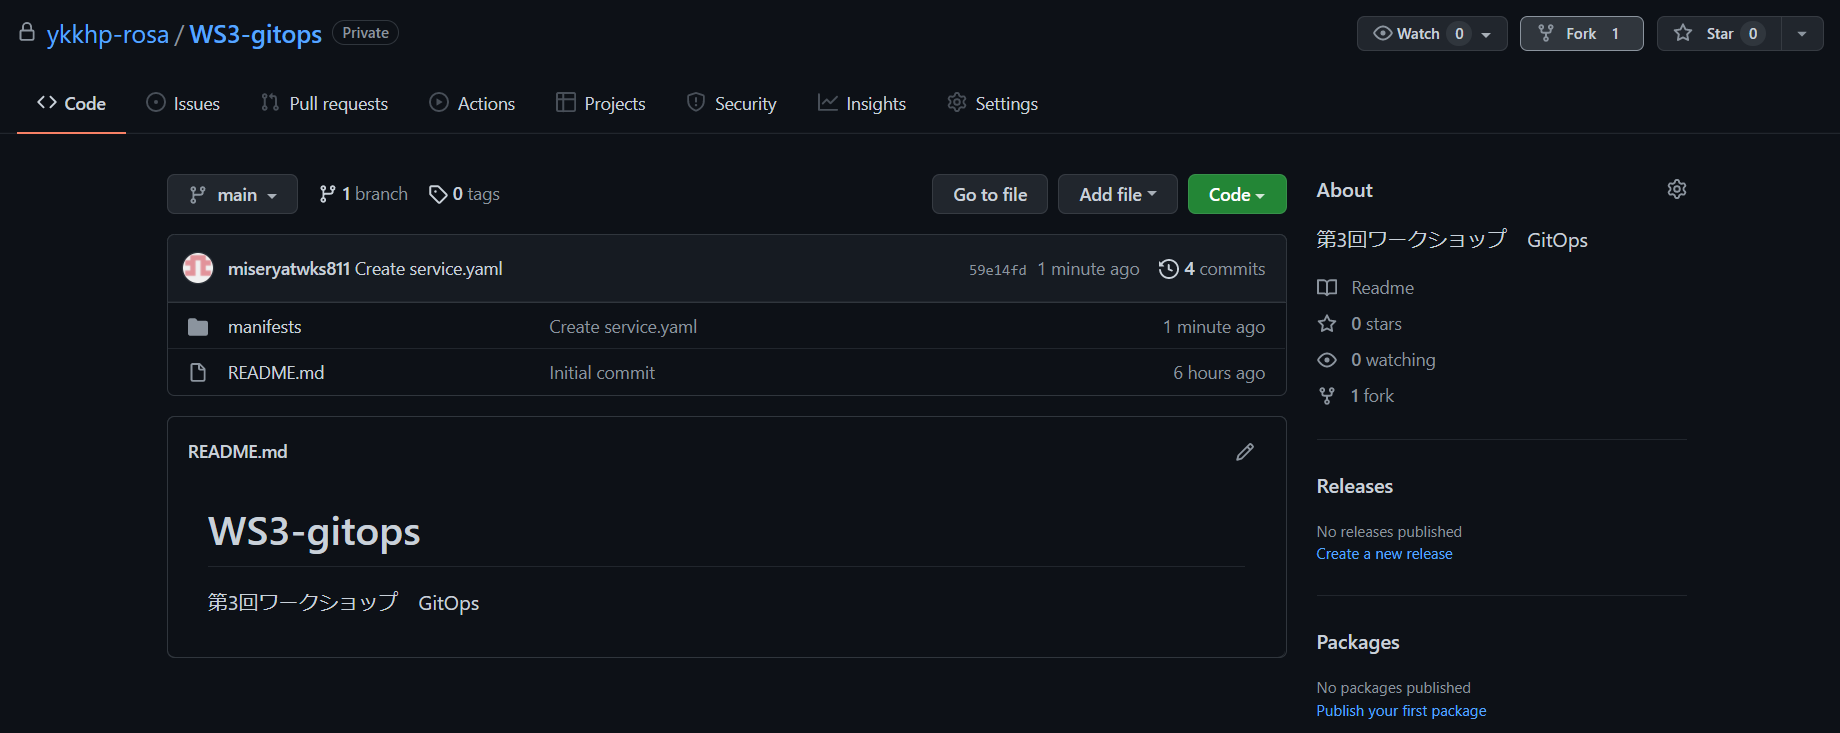 ykkhp-rosa / WS3-gitops Private Watch 0 Fork 1 Star 0
Code Issues Pull requests Actions Projects Security Insights Settings
main 1 branch 0 tags Go to file Add file Code
miseryatwks811 Create service.yaml 59e14fd 1 minute ago 4 commits
manifests Create service.yaml 1 minute ago
README.md Initial commit 6 hours ago
README.md
WS3-gitops
第3回ワークショップ　GitOps
About
第3回ワークショップ　GitOps
Readme
0 stars
0 watching
1 fork
Releases
No releases published
Create a new release
Packages
No packages published
Publish your first package